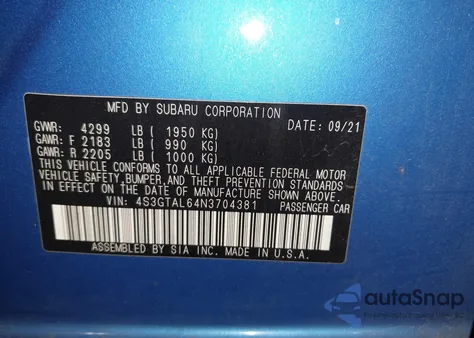 MFD BY SUBARU CORPORATION
GVWR: 4299 LB ( 1950 KG) DATE: 09/21
GAWR: F 2183 LB ( 990 KG)
GAWR: R 2205 LB ( 1000 KG)
THIS VEHICLE CONFORMS TO ALL APPLICABLE FEDERAL MOTOR
VEHICLE SAFETY, BUMPER, AND THEFT PREVENTION STANDARDS
IN EFFECT ON THE DATE OF MANUFACTURE SHOWN ABOVE.
VIN: 4S3GTAL64N3704381 PASSENGER CAR
ASSEMBLED BY SIA INC. MADE IN U.S.A.
autoSnap